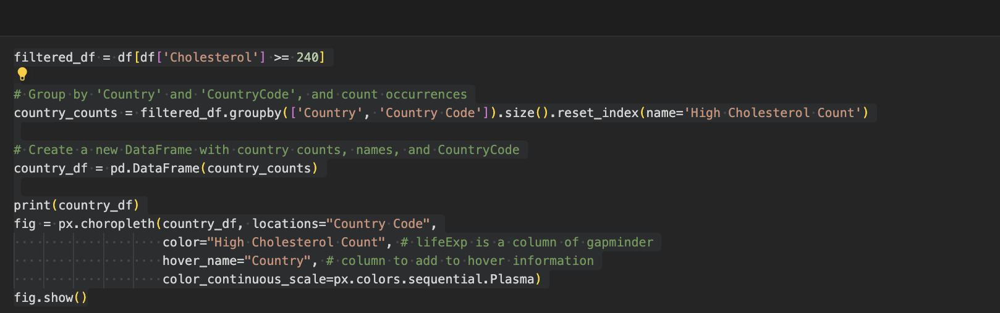 filtered_df = df[df['Cholesterol'] >= 240]
# Group by 'Country' and 'CountryCode', and count occurrences
country_counts = filtered_df.groupby(['Country', 'Country Code']).size().reset_index(name='High Cholesterol Count')
# Create a new DataFrame with country counts, names, and CountryCode
country_df = pd.DataFrame(country_counts)
print(country_df)
fig = px.choropleth(country_df, locations="Country Code",
color="High Cholesterol Count", # lifeExp is a column of gapminder
hover_name="Country", # column to add to hover information
color_continuous_scale=px.colors.sequential.Plasma)
fig.show()